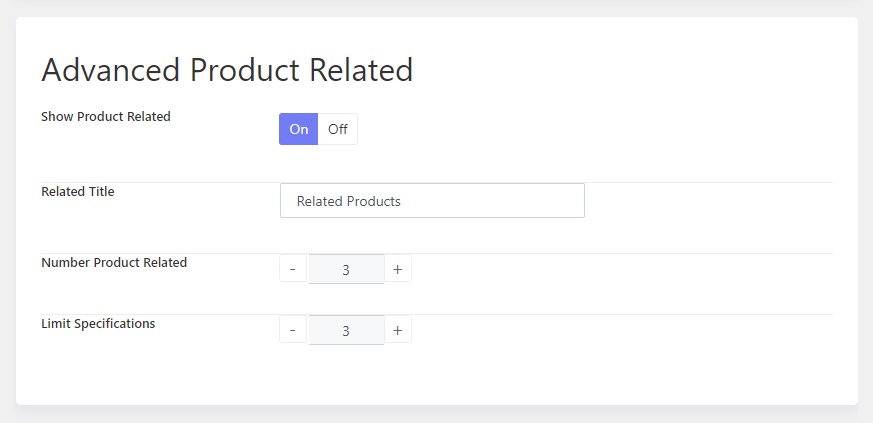 Advanced Product Related
Show Product Related
On Off
Related Title
Related Products
Number Product Related
- 3 +
Limit Specifications
- 3 +